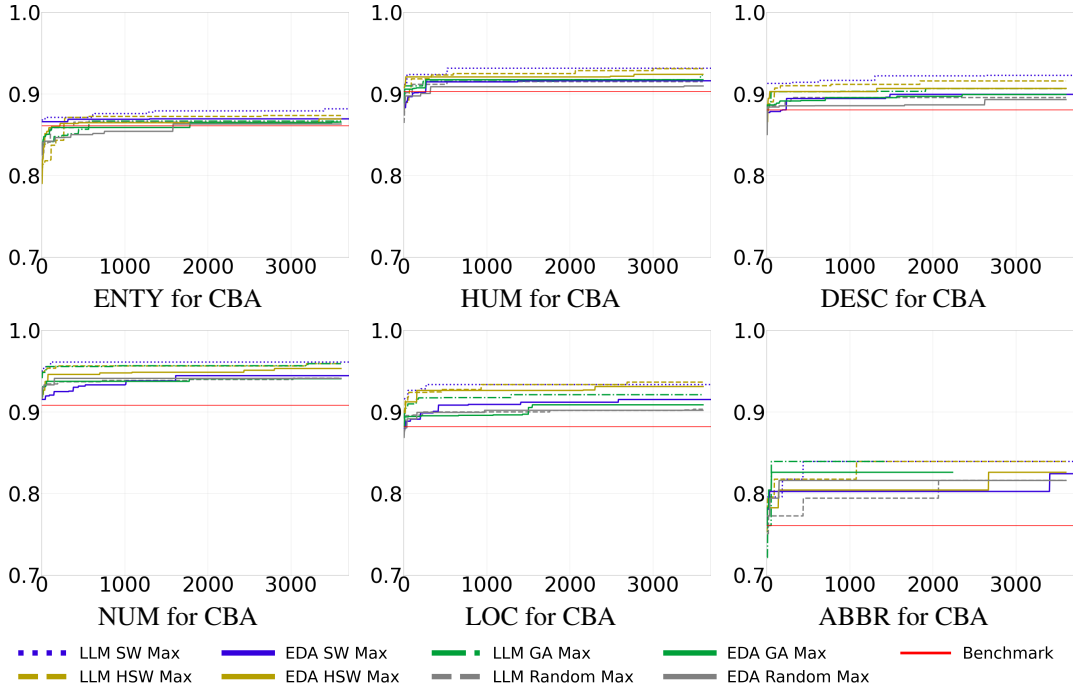 1.0 1.0 1.0
0.9 0.9 0.9
0.8 0.8 0.8
0.7 0.7 0.7
0 1000 2000 3000 0 1000 2000 3000 0 1000 2000 3000
ENTY for CBA HUM for CBA DESC for CBA
1.0 1.0 1.0
0.9 0.9 0.9
0.8 0.8 0.8
0.7 0.7 0.7
0 1000 2000 3000 0 1000 2000 3000 0 1000 2000 3000
NUM for CBA LOC for CBA ABBR for CBA
LLM SW Max EDA SW Max LLM GA Max EDA GA Max Benchmark
LLM HSW Max EDA HSW Max LLM Random Max EDA Random Max